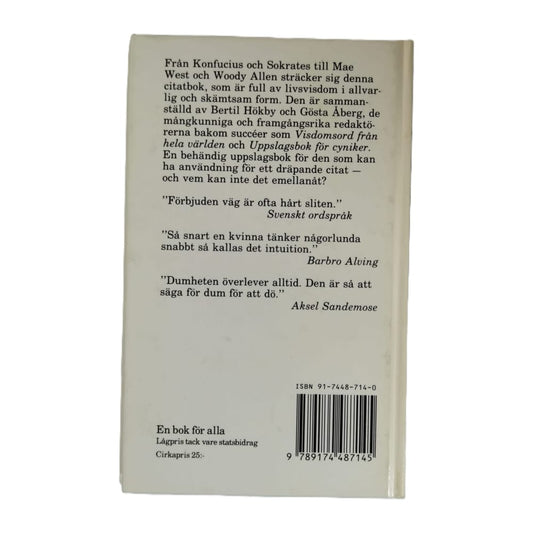 Från Konfucius och Sokrates till Mae
West och Woody Allen sträcker sig denna
citatbok, som är full av livsvisdom i allvar-
lig och skämtsam form. Den är samman-
ställd av Bertil Hökby och Gösta Åberg, de
mångkunniga och framgångsrika redaktö-
rerna bakom succéer som Visdomsord från
hela världen och Uppslagsbok för cyniker.
En behändig uppslagsbok för den som kan
ha användning för ett dräpande citat —
och vem kan inte det emellanåt?
"Förbjuden väg är ofta hårt sliten."
Svenskt ordspråk
"Så snart en kvinna tänker någorlunda
snabbt så kallas det intuition."
Barbro Alving
"Dumheten överlever alltid. Den är så att
säga för dum för att dö."
Aksel Sandemose
ISBN 91-7448-714-0
En bok för alla
Lågpris tack vare statsbidrag
Cirkapris 25:-
9 789174 487145